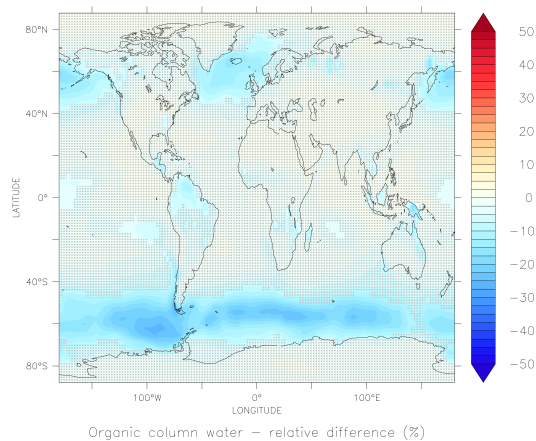 80°N
40°N
0°
40°S
80°S
LATITUDE
100°W
0°
100°E
LONGITUDE
50
40
30
20
10
0
−10
−20
−30
−40
−50
Organic column water − relative difference (%)